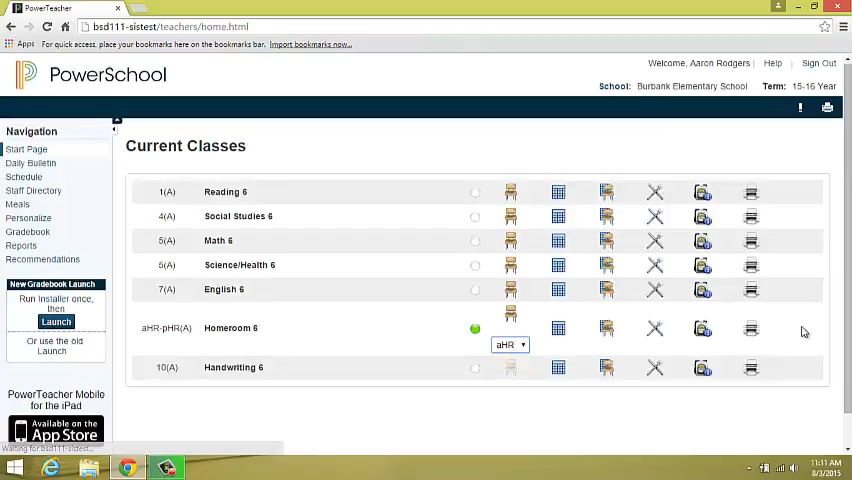 PowerTeacher
bsd111-sistest/teachers/home.html
Apps For quick access, place your bookmarks here on the bookmarks bar. Import bookmarks now...
PowerSchool
Welcome, Aaron Rodgers Help Sign Out
School: Burbank Elementary School Term: 15-16 Year
Navigation
Start Page
Daily Bulletin
Schedule
Staff Directory
Meals
Personalize
Gradebook
Reports
Recommendations
New Gradebook Launch
Run Installer once,
then
Launch
Or use the old
Launch
PowerTeacher Mobile
for the iPad
Available on the
App Store
Current Classes
1(A) Reading 6
4(A) Social Studies 6
5(A) Math 6
5(A) Science/Health 6
7(A) English 6
aHR-pHR(A) Homeroom 6
aHR
10(A) Handwriting 6
Waiting for bsd111-sistest...
11:11 AM
8/3/2015